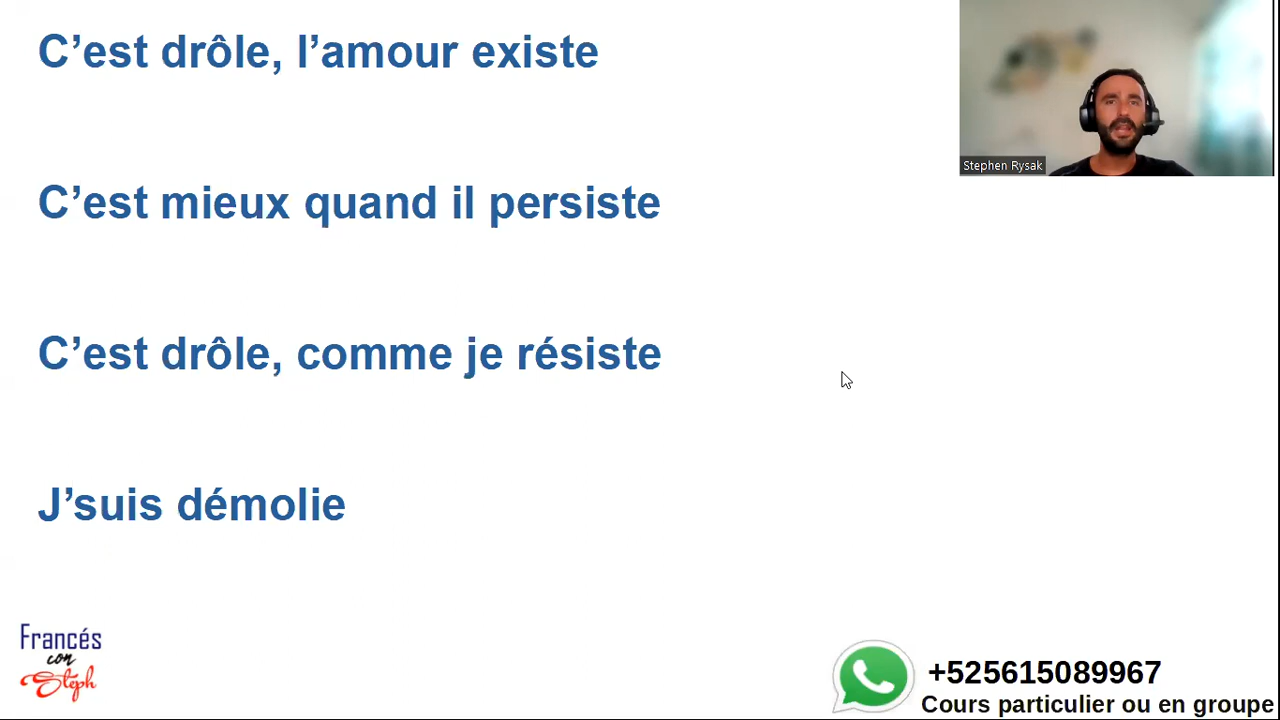 C’est drôle, l’amour existe
Stephen Rysak
C’est mieux quand il persiste
C’est drôle, comme je résiste
J’suis démolie
Francés
con
Steph
+525615089967
Cours particulier ou en groupe